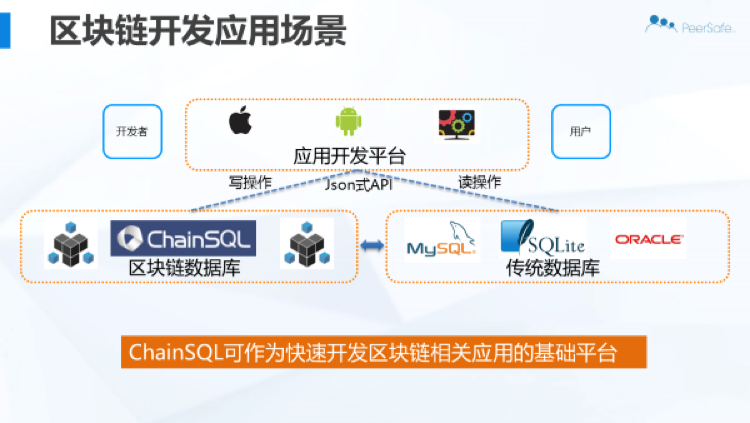 区块链开发应用场景
PeerSafe
开发者
用户
应用开发平台
写操作
Json式API
读操作
ChainSQL
区块链数据库
MySQL
SQLite
ORACLE
传统数据库
ChainSQL可作为快速开发区块链相关应用的基础平台